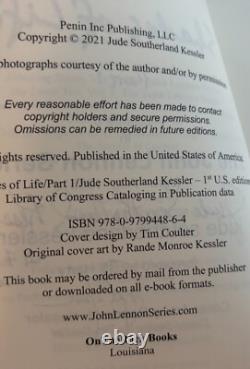 Penin Inc Publishing, LLC
Copyright © 2021 Jude Southerland Kessler
photographs courtesy of the author and/or by permission
Every reasonable effort has been made to contact
copyright holders and secure permissions.
Omissions can be remedied in future editions.
rights reserved. Published in the United States of America
es of Life/Part 1/Jude Southerland Kessler – 1st U.S. edition
Library of Congress Cataloging in Publication data
ISBN 978-0-9799448-6-4
Cover design by Tim Coulter
Original cover art by Rande Monroe Kessler
This book may be ordered by mail from the publisher
or downloaded on all e-book formats.
www.JohnLennonSeries.com
Books
Louisiana
thumbimg.com